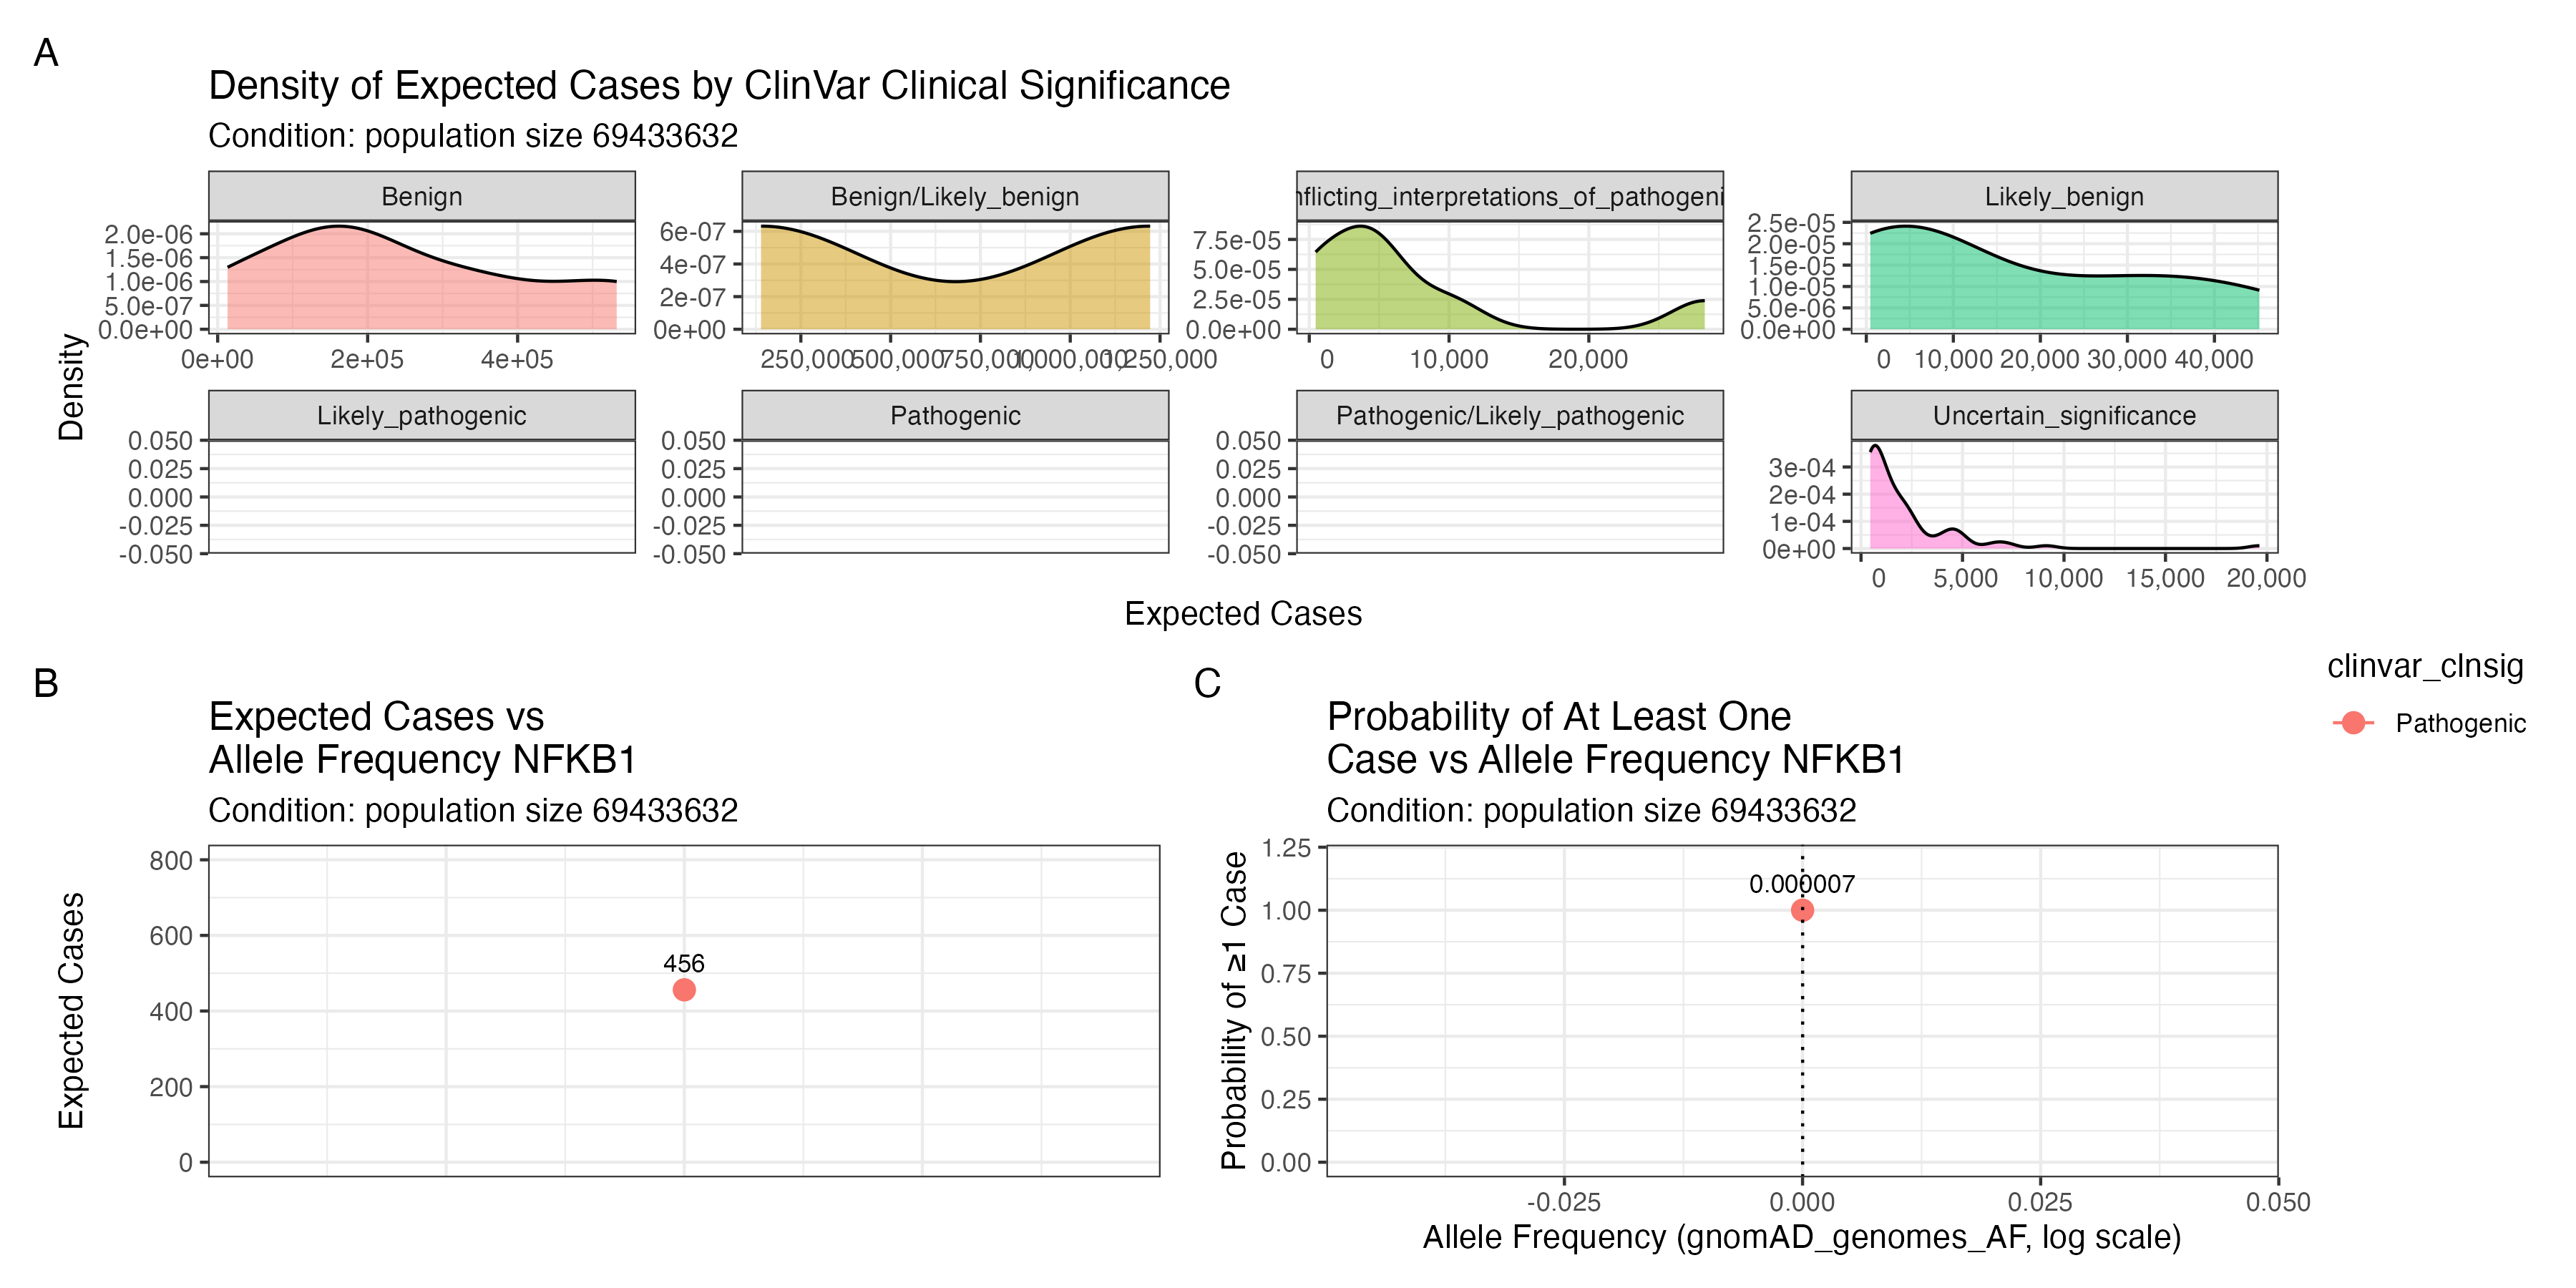 A
Density of Expected Cases by ClinVar Clinical Significance
Condition: population size 69433632
Benign
Benign/Likely_benign
nflicting_interpretations_of_pathogeni
Likely_benign
2.0e-06
1.5e-06
1.0e-06
5.0e-07
0.0e+00
0e+00 2e+05 4e+05
6e-07
4e-07
2e-07
0e+00
250,000 500,000 750,000 1,000,000 1,250,000
7.5e-05
5.0e-05
2.5e-05
0.0e+00
0 10,000 20,000
2.5e-05
2.0e-05
1.5e-05
1.0e-05
5.0e-06
0.0e+00
0 10,000 20,000 30,000 40,000
Density
Likely_pathogenic
Pathogenic
Pathogenic/Likely_pathogenic
Uncertain_significance
0.050
0.025
0.000
-0.025
-0.050
0.050
0.025
0.000
-0.025
-0.050
0.050
0.025
0.000
-0.025
-0.050
3e-04
2e-04
1e-04
0e+00
0 5,000 10,000 15,000 20,000
Expected Cases
B
Expected Cases vs
Allele Frequency NFKB1
Condition: population size 69433632
Expected Cases
800
600
400
200
0
456
C
Probability of At Least One
Case vs Allele Frequency NFKB1
Condition: population size 69433632
Probability of ≥1 Case
1.25
1.00
0.75
0.50
0.25
0.00
0.000007
-0.025 0.000 0.025 0.050
Allele Frequency (gnomAD_genomes_AF, log scale)
clinvar_clnsig
Pathogenic